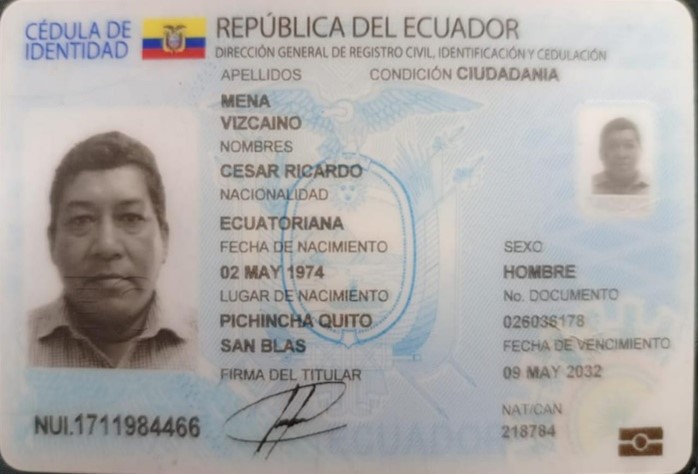 CÉDULA DE
IDENTIDAD
REPÚBLICA DEL ECUADOR
DIRECCIÓN GENERAL DE REGISTRO CIVIL, IDENTIFICACIÓN Y CEDULACIÓN
APELLIDOS
CONDICIÓN CIUDADANIA
MENA
VIZCAINO
NOMBRES
CESAR RICARDO
NACIONALIDAD
ECUATORIANA
FECHA DE NACIMIENTO
02 MAY 1974
LUGAR DE NACIMIENTO
PICHINCHA QUITO
SAN BLAS
FIRMA DEL TITULAR
SEXO
HOMBRE
No. DOCUMENTO
026036178
FECHA DE VENCIMIENTO
09 MAY 2032
NAT/CAN
218784
NUI.1711984466
ECUADOR